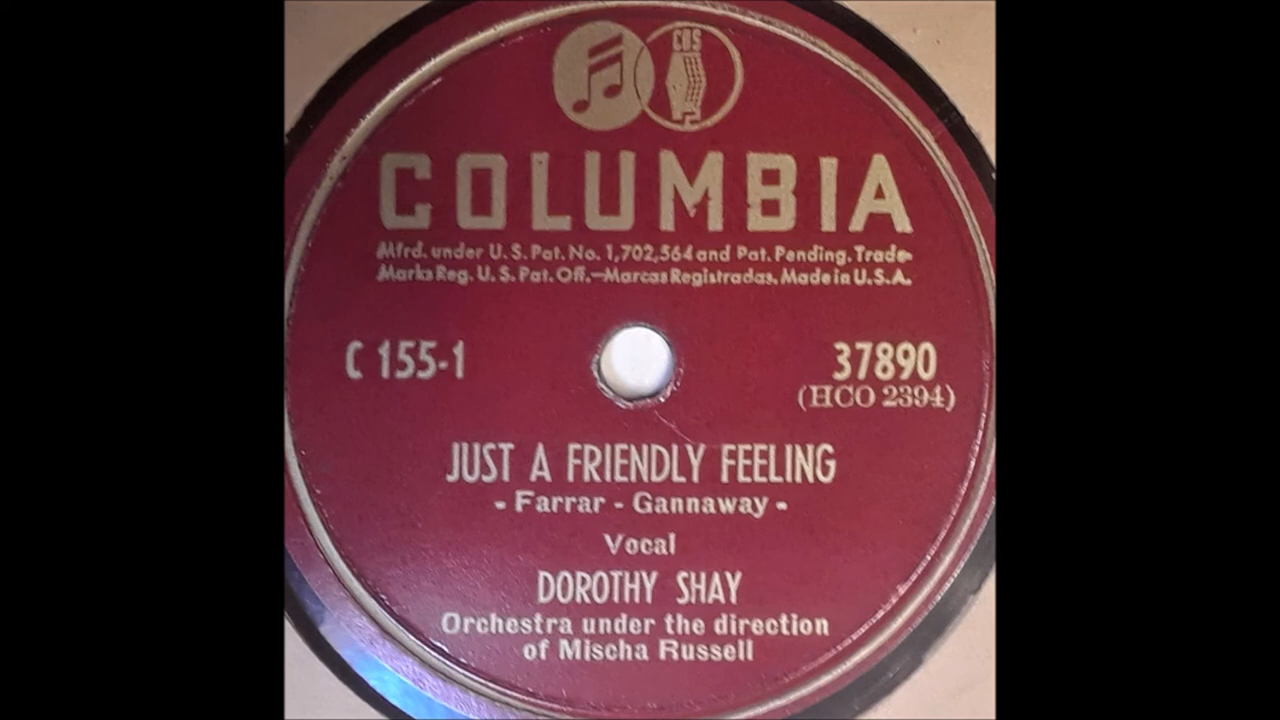 CBS
COLUMBIA
Mfrd. under U.S. Pat. No. 1,702,564 and Pat. Pending. Trade-
Marks Reg. U.S. Pat. Off.—Marcas Registradas. Made in U.S.A.
C 155-1
37890
(HCO 2394)
JUST A FRIENDLY FEELING
- Farrar - Gannaway -
Vocal
DOROTHY SHAY
Orchestra under the direction
of Mischa Russell